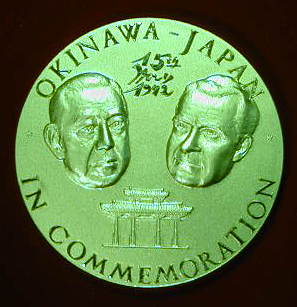 OKINAWA - JAPAN
15th
May
1972
IN COMMEMORATION